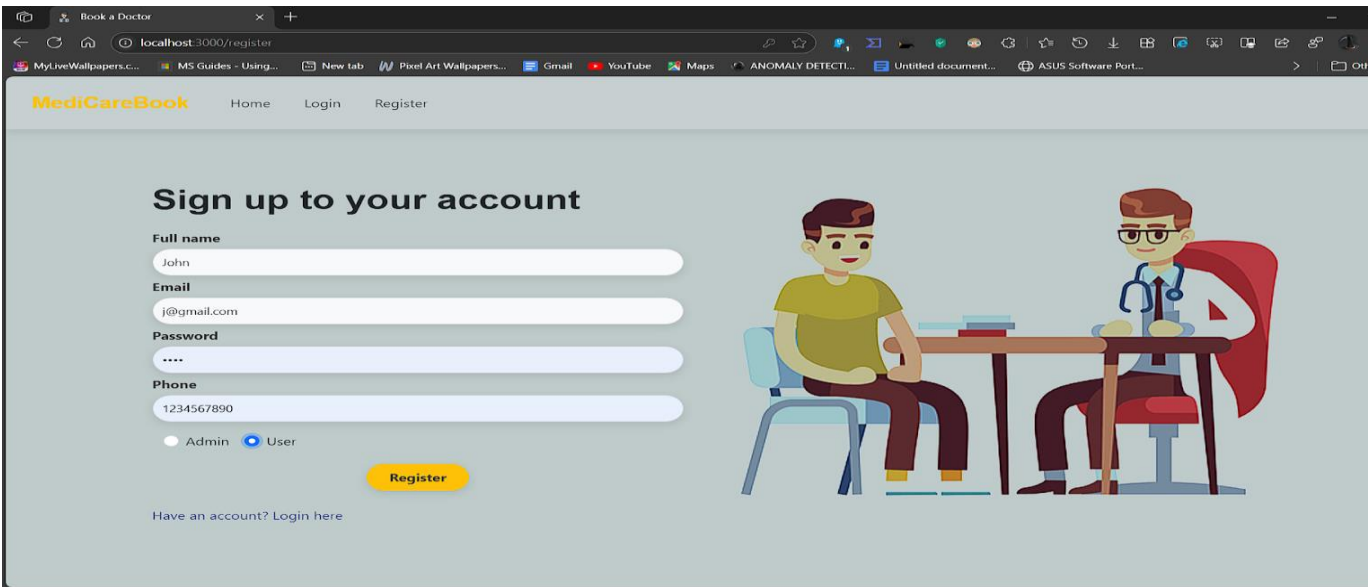 Book a Doctor
localhost:3000/register
MyLiveWallpapers.c... MS Guides - Using... New tab Pixel Art Wallpapers... Gmail YouTube Maps ANOMALY DETECTI... Untitled document... ASUS Software Port... Oth
MediCareBook Home Login Register
Sign up to your account
Full name
John
Email
j@gmail.com
Password
••••
Phone
1234567890
Admin User
Register
Have an account? Login here